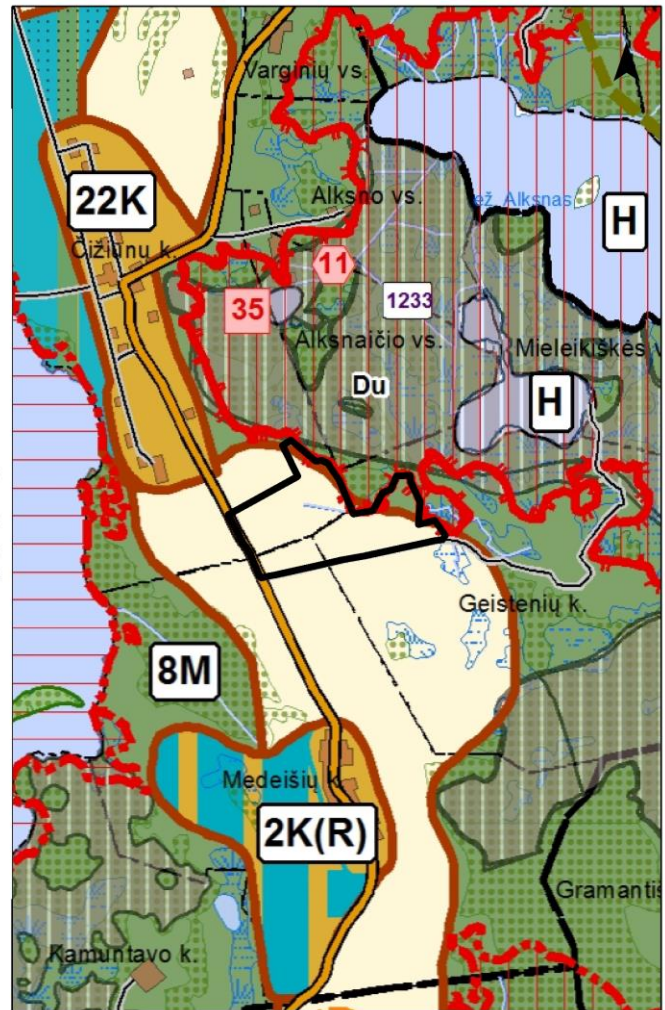 Varginių vs.
22K
Alksno vs.
ež. Alksnas
H
Čižiūnų k.
11
35
1233
Alksnaičio vs.
Mieleikiškės
Du
H
Geistenių k.
8M
Medeišių k.
2K(R)
Gramantiš
Kamuntavo k.